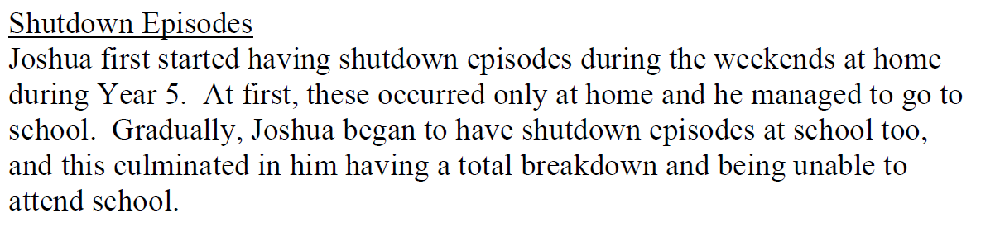 Shutdown Episodes
Joshua first started having shutdown episodes during the weekends at home
during Year 5.  At first, these occurred only at home and he managed to go to
school.  Gradually, Joshua began to have shutdown episodes at school too,
and this culminated in him having a total breakdown and being unable to
attend school.